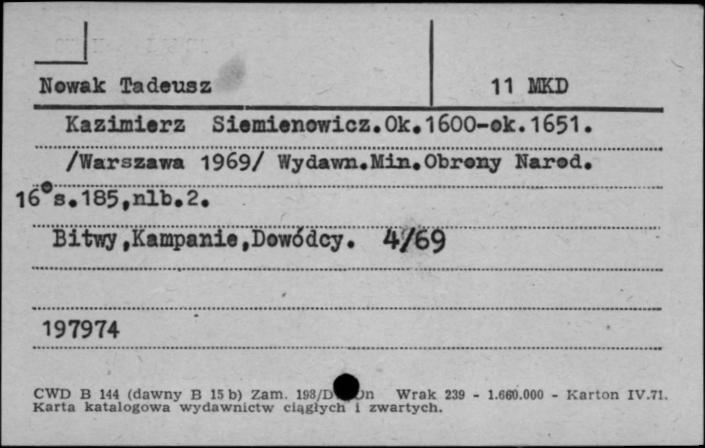 Nowak Tadeusz 11 MKD
Kazimierz Siemienowicz.Ok.1600-ok.1651.
/Warszawa 1969/ Wydawn.Min.Obrony Narod.
16°s.185,nlb.2.
Bitwy,Kampanie,Dowódcy. 4/69
197974
CWD B 144 (dawny B 15 b) Zam. 198/D Wrak 239 - 1.660.000 - Karton IV.71.
Karta katalogowa wydawnictw ciągłych i zwartych.